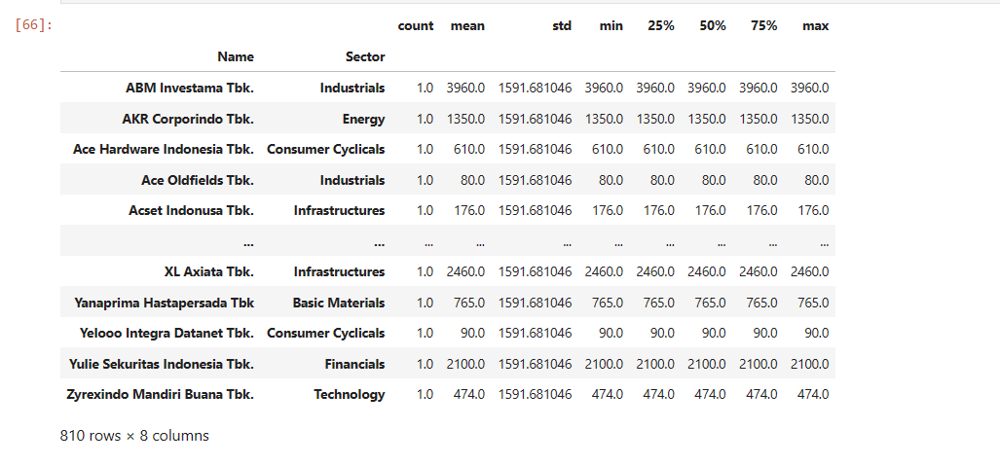 [66]:
count mean std min 25% 50% 75% max
Name Sector
ABM Investama Tbk. Industrials 1.0 3960.0 1591.681046 3960.0 3960.0 3960.0 3960.0 3960.0
AKR Corporindo Tbk. Energy 1.0 1350.0 1591.681046 1350.0 1350.0 1350.0 1350.0 1350.0
Ace Hardware Indonesia Tbk. Consumer Cyclicals 1.0 610.0 1591.681046 610.0 610.0 610.0 610.0 610.0
Ace Oldfields Tbk. Industrials 1.0 80.0 1591.681046 80.0 80.0 80.0 80.0 80.0
Acset Indonusa Tbk. Infrastructures 1.0 176.0 1591.681046 176.0 176.0 176.0 176.0 176.0
... ... ... ... ... ... ... ... ... ...
XL Axiata Tbk. Infrastructures 1.0 2460.0 1591.681046 2460.0 2460.0 2460.0 2460.0 2460.0
Yanaprima Hastapersada Tbk Basic Materials 1.0 765.0 1591.681046 765.0 765.0 765.0 765.0 765.0
Yelooo Integra Datanet Tbk. Consumer Cyclicals 1.0 90.0 1591.681046 90.0 90.0 90.0 90.0 90.0
Yulie Sekuritas Indonesia Tbk. Financials 1.0 2100.0 1591.681046 2100.0 2100.0 2100.0 2100.0 2100.0
Zyrexindo Mandiri Buana Tbk. Technology 1.0 474.0 1591.681046 474.0 474.0 474.0 474.0 474.0
810 rows × 8 columns